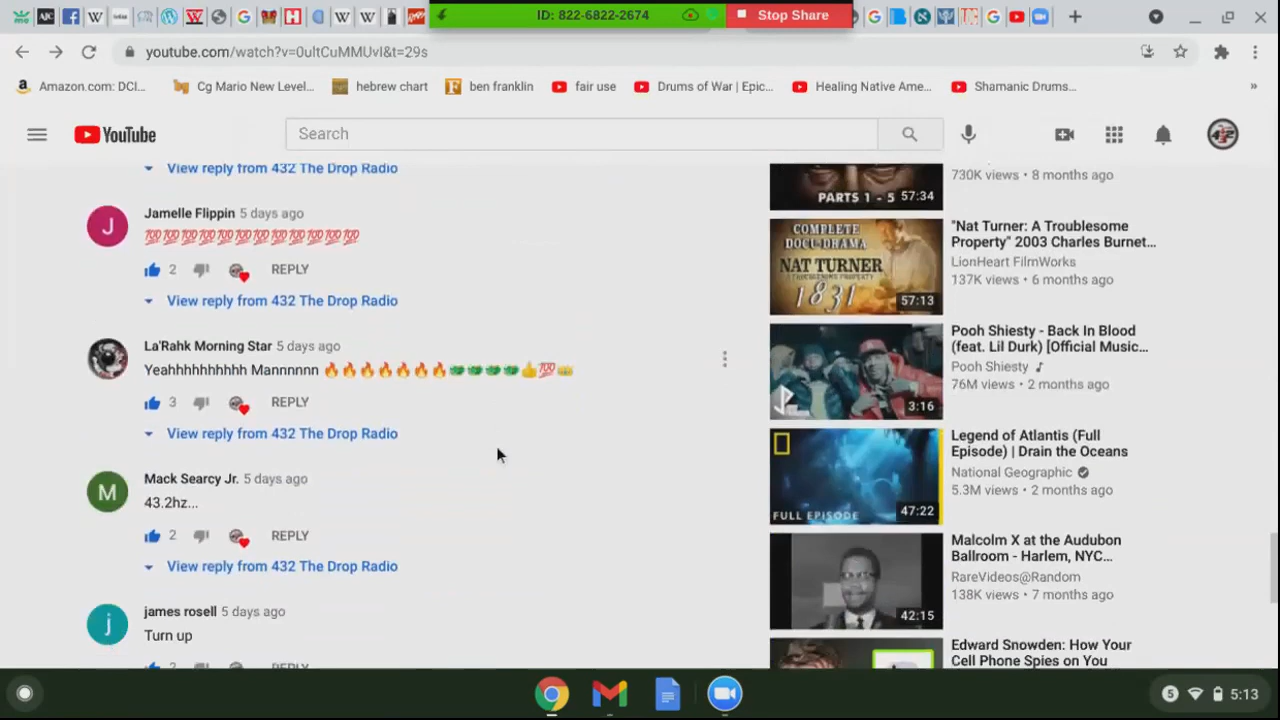 ID: 822-6822-2674
Stop Share
youtube.com/watch?v=0ultCuMMUvI&t=29s
Amazon.com: DCI...
Cg Mario New Level...
hebrew chart
ben franklin
fair use
Drums of War | Epic...
Healing Native Ame...
Shamanic Drums...
»
YouTube
Search
View reply from 432 The Drop Radio
Jamelle Flippin 5 days ago
💯💯💯💯💯💯💯💯💯💯💯💯
2 REPLY
View reply from 432 The Drop Radio
La'Rahk Morning Star 5 days ago
Yeahhhhhhhhhh Mannnnnn 🔥🔥🔥🔥🔥🔥🔥🐲🐲🐲🐲👍💯👑
3 REPLY
View reply from 432 The Drop Radio
Mack Searcy Jr. 5 days ago
43.2hz...
2 REPLY
View reply from 432 The Drop Radio
james rosell 5 days ago
Turn up
2 REPLY
PARTS 1 - 5 57:34
730K views • 8 months ago
COMPLETE
DOCU-DRAMA
NAT TURNER
1831
57:13
"Nat Turner: A Troublesome
Property" 2003 Charles Burnet...
LionHeart FilmWorks
137K views • 6 months ago
3:16
Pooh Shiesty - Back In Blood
(feat. Lil Durk) [Official Music...
Pooh Shiesty
76M views • 2 months ago
FULL EPISODE 47:22
Legend of Atlantis (Full
Episode) | Drain the Oceans
National Geographic
5.3M views • 2 months ago
42:15
Malcolm X at the Audubon
Ballroom - Harlem, NYC...
RareVideos@Random
138K views • 7 months ago
Edward Snowden: How Your
Cell Phone Spies on You
5 5:13